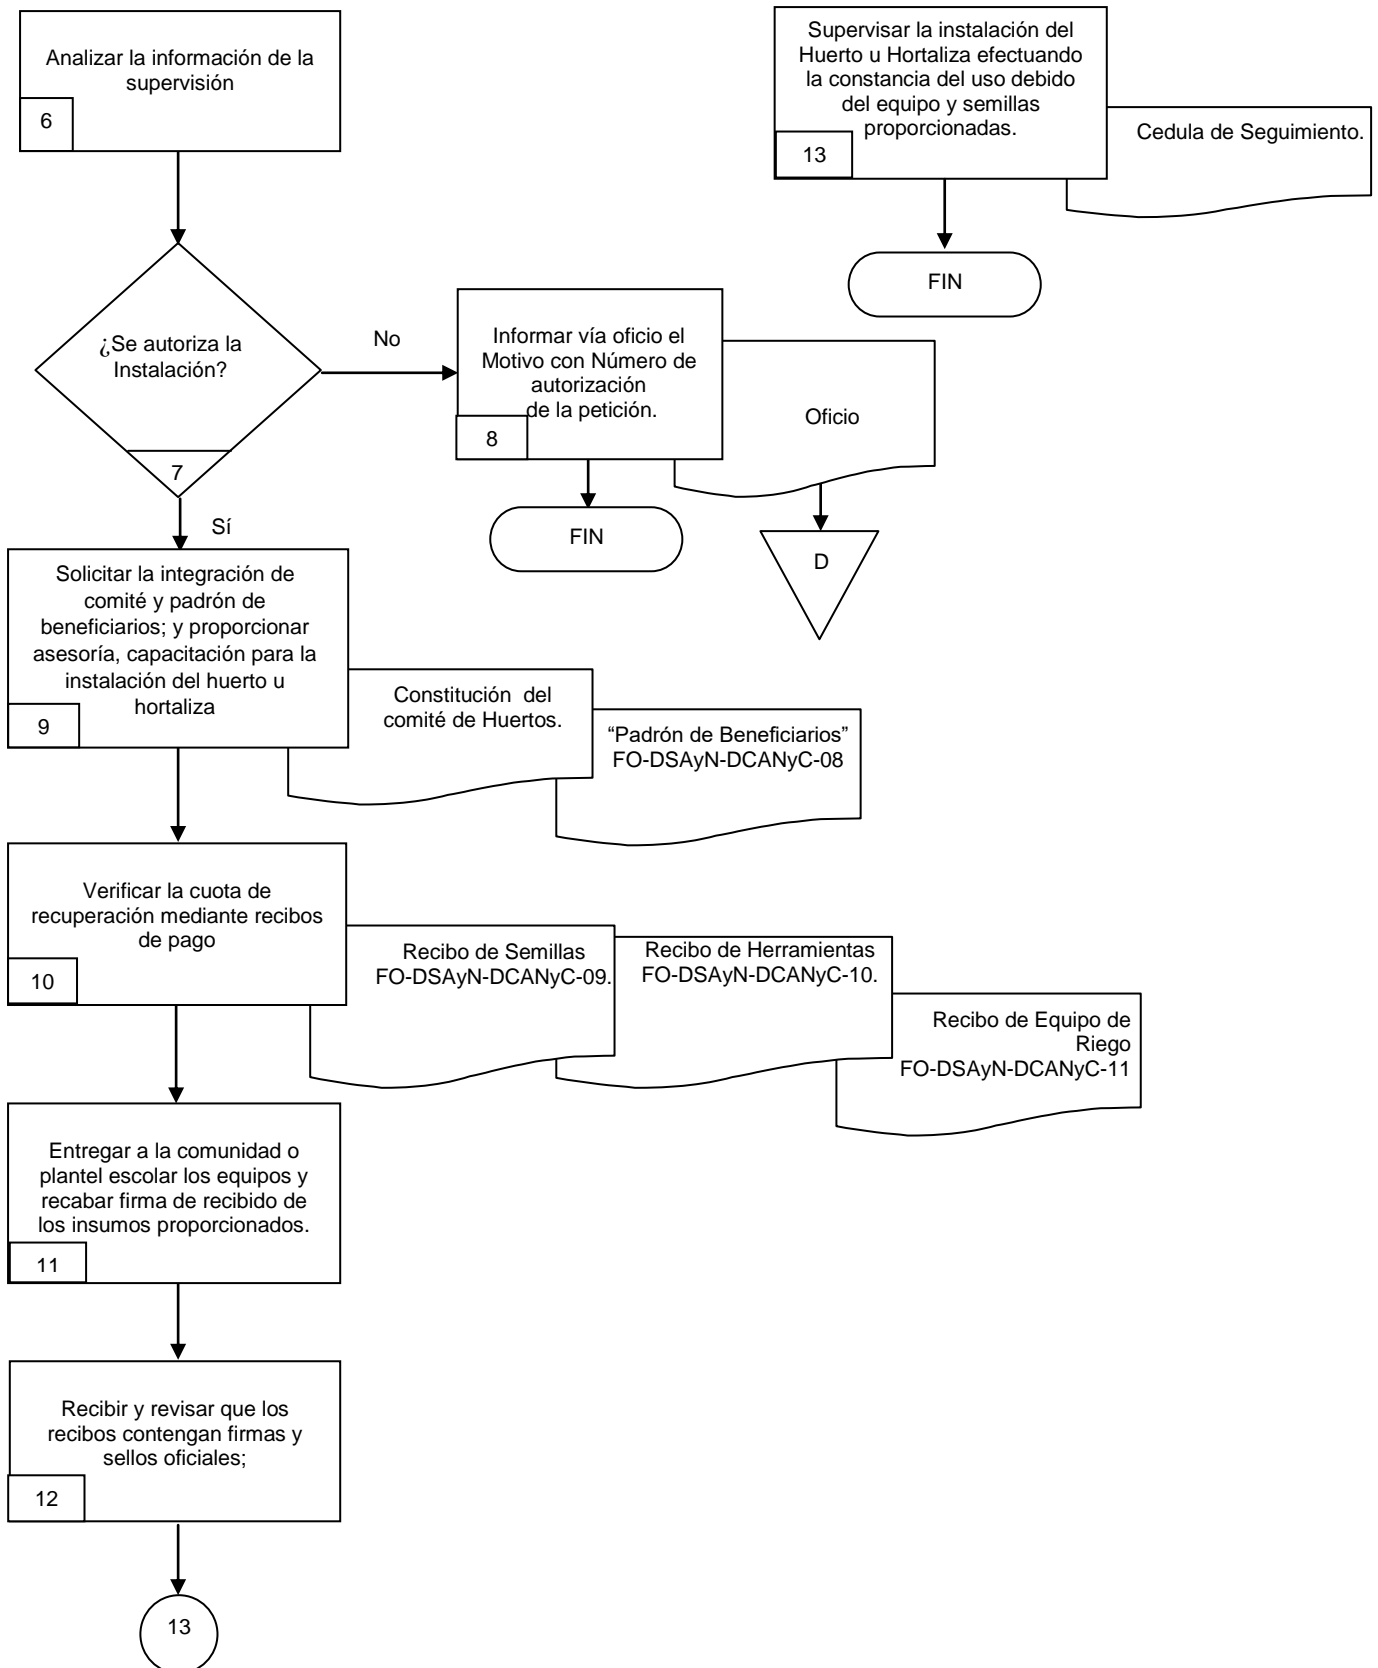 Analizar la información de la
supervisión
6
¿Se autoriza la
Instalación?
7
No
Sí
Informar vía oficio el
Motivo con Número de
autorización
de la petición.
8
Oficio
FIN
D
Solicitar la integración de
comité y padrón de
beneficiarios; y proporcionar
asesoría, capacitación para la
instalación del huerto u
hortaliza
9
Constitución  del
comité de Huertos.
“Padrón de Beneficiarios”
FO-DSAyN-DCANyC-08
Verificar la cuota de
recuperación mediante recibos
de pago
10
Recibo de Semillas
FO-DSAyN-DCANyC-09.
Recibo de Herramientas
FO-DSAyN-DCANyC-10.
Recibo de Equipo de
Riego
FO-DSAyN-DCANyC-11
Entregar a la comunidad o
plantel escolar los equipos y
recabar firma de recibido de
los insumos proporcionados.
11
Recibir y revisar que los
recibos contengan firmas y
sellos oficiales;
12
13
Supervisar la instalación del
Huerto u Hortaliza efectuando
la constancia del uso debido
del equipo y semillas
proporcionadas.
13
Cedula de Seguimiento.
FIN